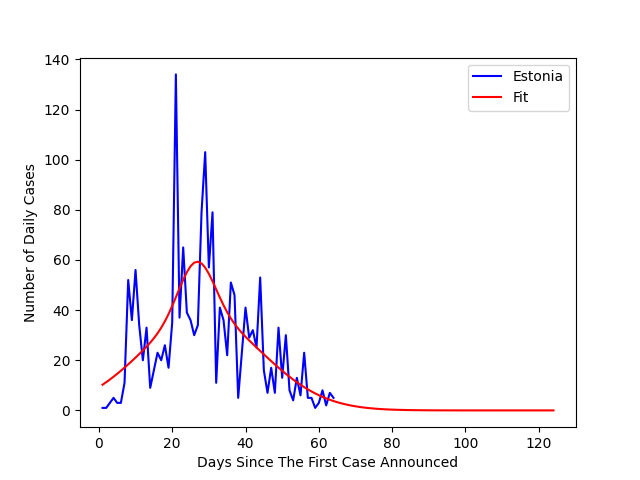 140
120
100
80
60
40
20
0
Number of Daily Cases
Estonia
Fit
0 20 40 60 80 100 120
Days Since The First Case Announced